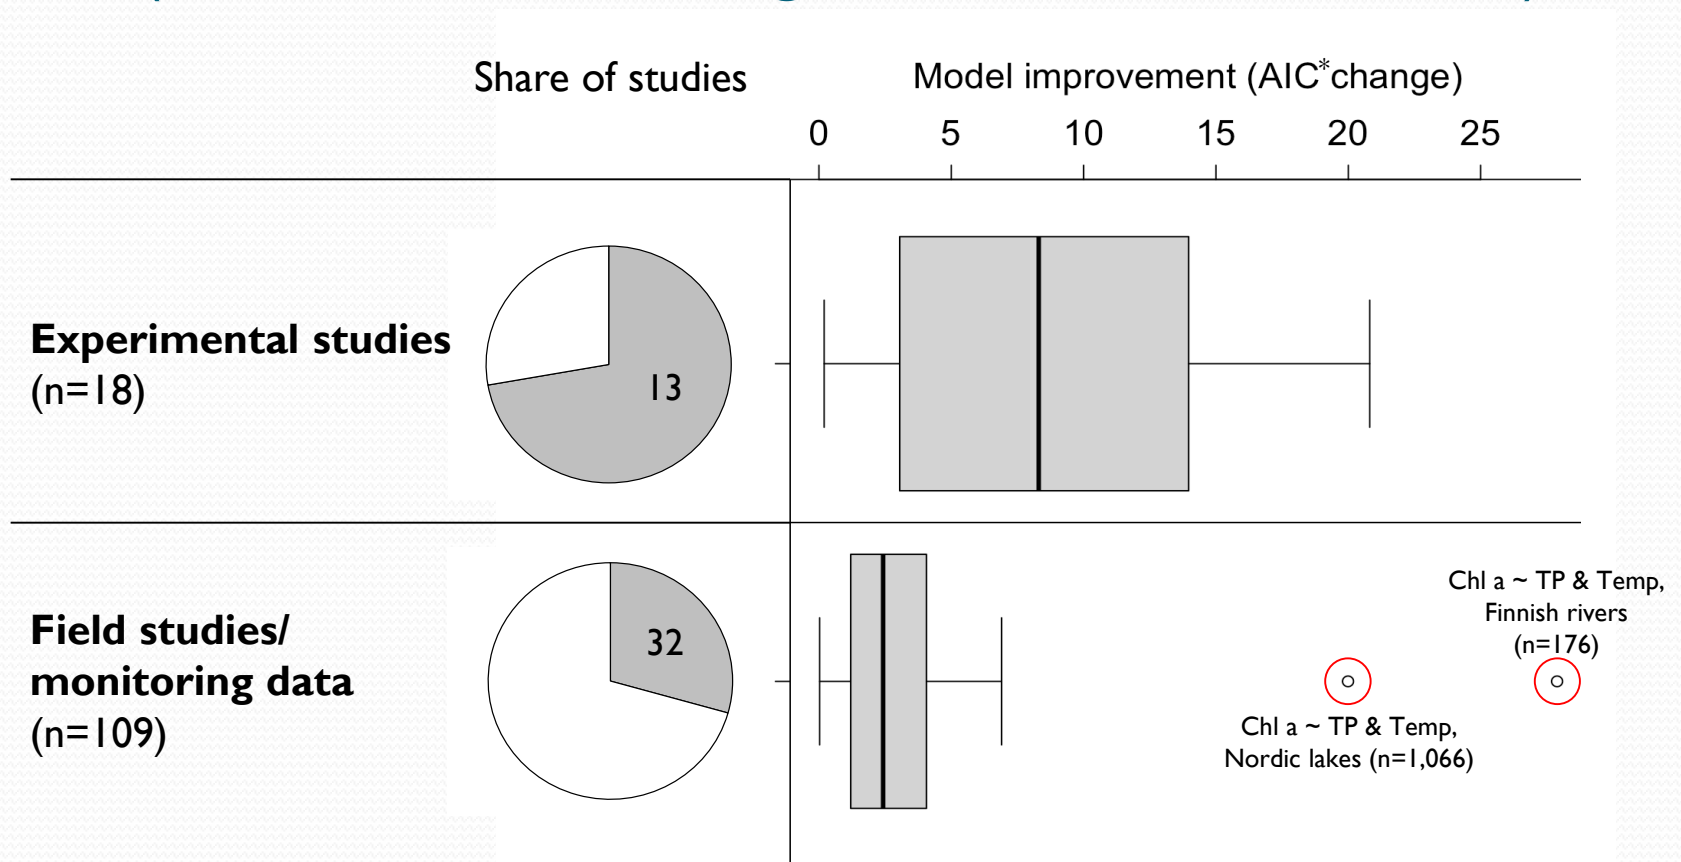 Share of studies
Model improvement (AIC*change)
0 5 10 15 20 25
Experimental studies
(n=18)
13
Field studies/
monitoring data
(n=109)
32
Chl a ~ TP & Temp,
Finnish rivers
(n=176)
Chl a ~ TP & Temp,
Nordic lakes (n=1,066)